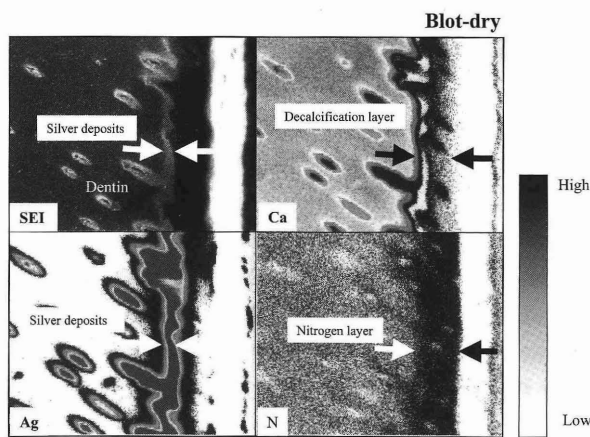 Blot-dry
Silver deposits
Dentin
SEI
Decalcification layer
Ca
High
Silver deposits
Ag
Nitrogen layer
N
Low